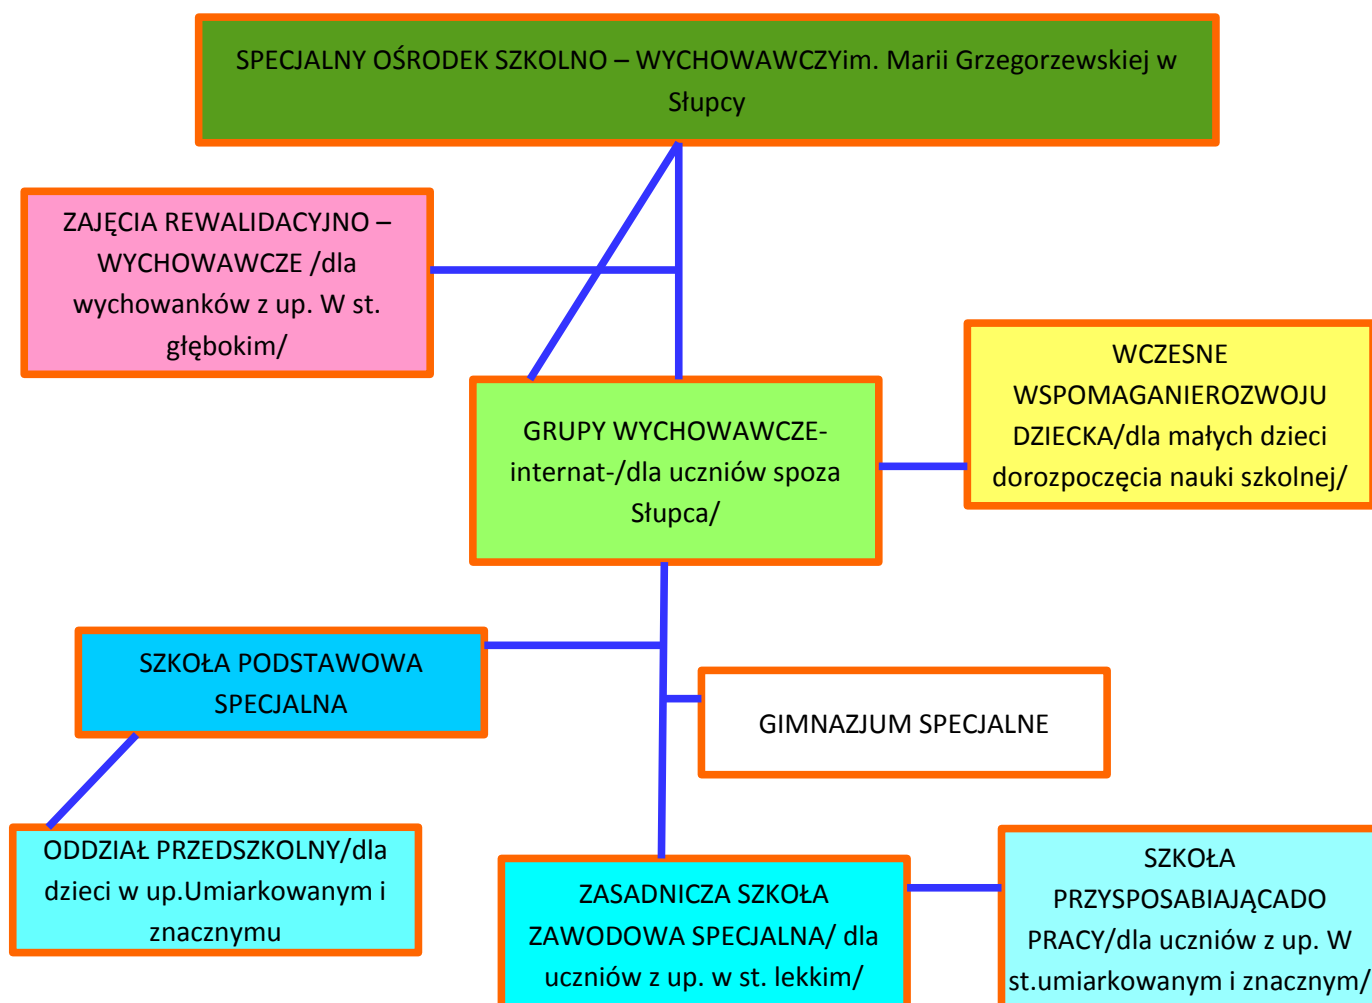 SPECJALNY OŚRODEK SZKOLNO – WYCHOWAWCZYim. Marii Grzegorzewskiej w
Słupcy
ZAJĘCIA REWALIDACYJNO –
WYCHOWAWCZE /dla
wychowanków z up. W st.
głębokim/
WCZESNE
WSPOMAGANIEROZWOJU
DZIECKA/dla małych dzieci
dorozpoczęcia nauki szkolnej/
GRUPY WYCHOWAWCZE-
internat-/dla uczniów spoza
Słupca/
SZKOŁA PODSTAWOWA
SPECJALNA
GIMNAZJUM SPECJALNE
ODDZIAŁ PRZEDSZKOLNY/dla
dzieci w up.Umiarkowanym i
znacznymu
ZASADNICZA SZKOŁA
ZAWODOWA SPECJALNA/ dla
uczniów z up. w st. lekkim/
SZKOŁA
PRZYSPOSABIAJĄCADO
PRACY/dla uczniów z up. W
st.umiarkowanym i znacznym/